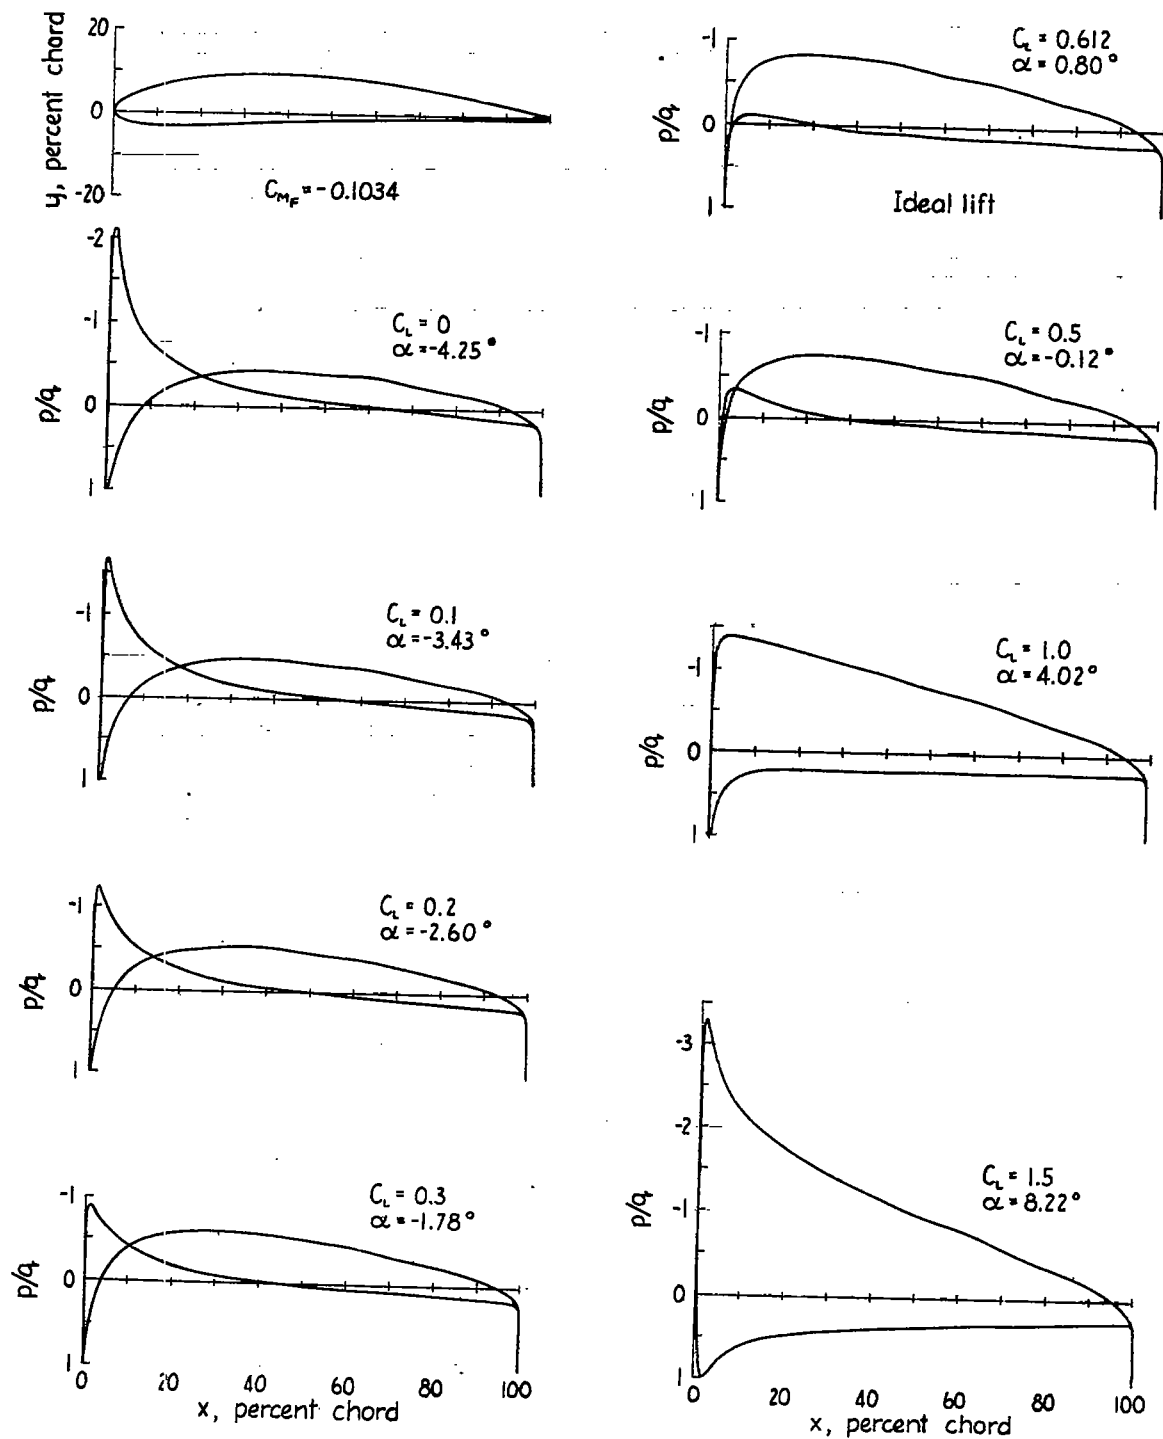 y, percent chord
20
0
-20
C_MF = -0.1034
p/q
-2
-1
0
1
C_L = 0
α = -4.25°
p/q
-1
0
1
C_L = 0.1
α = -3.43°
p/q
-1
0
1
C_L = 0.2
α = -2.60°
p/q
-1
0
1
C_L = 0.3
α = -1.78°
0 20 40 60 80 100
x, percent chord
p/q
-1
0
1
C_L = 0.612
α = 0.80°
Ideal lift
p/q
-1
0
1
C_L = 0.5
α = -0.12°
p/q
-1
0
1
C_L = 1.0
α = 4.02°
p/q
-3
-2
-1
0
1
C_L = 1.5
α = 8.22°
0 20 40 60 80 100
x, percent chord